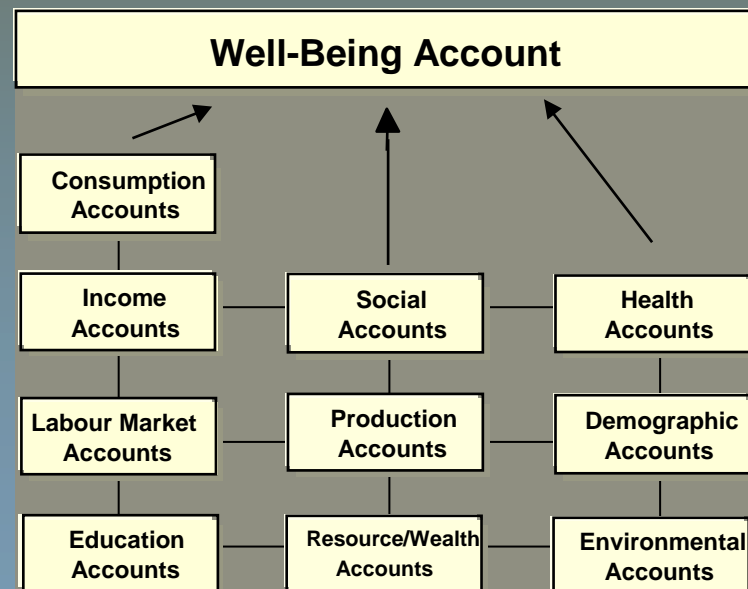 Well-Being Account
Consumption
Accounts
Income
Accounts
Social
Accounts
Health
Accounts
Labour Market
Accounts
Production
Accounts
Demographic
Accounts
Education
Accounts
Resource/Wealth
Accounts
Environmental
Accounts